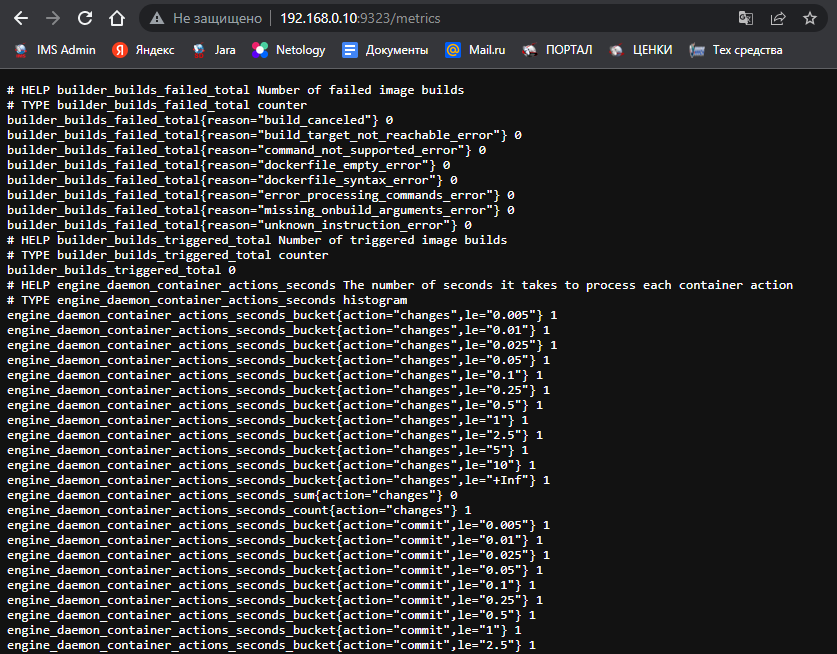 Не защищено 192.168.0.10:9323/metrics
IMS Admin Яндекс Jara Netology Документы Mail.ru ПОРТАЛ ЦЕНКИ Тех средства
# HELP builder_builds_failed_total Number of failed image builds
# TYPE builder_builds_failed_total counter
builder_builds_failed_total{reason="build_canceled"} 0
builder_builds_failed_total{reason="build_target_not_reachable_error"} 0
builder_builds_failed_total{reason="command_not_supported_error"} 0
builder_builds_failed_total{reason="dockerfile_empty_error"} 0
builder_builds_failed_total{reason="dockerfile_syntax_error"} 0
builder_builds_failed_total{reason="error_processing_commands_error"} 0
builder_builds_failed_total{reason="missing_onbuild_arguments_error"} 0
builder_builds_failed_total{reason="unknown_instruction_error"} 0
# HELP builder_builds_triggered_total Number of triggered image builds
# TYPE builder_builds_triggered_total counter
builder_builds_triggered_total 0
# HELP engine_daemon_container_actions_seconds The number of seconds it takes to process each container action
# TYPE engine_daemon_container_actions_seconds histogram
engine_daemon_container_actions_seconds_bucket{action="changes",le="0.005"} 1
engine_daemon_container_actions_seconds_bucket{action="changes",le="0.01"} 1
engine_daemon_container_actions_seconds_bucket{action="changes",le="0.025"} 1
engine_daemon_container_actions_seconds_bucket{action="changes",le="0.05"} 1
engine_daemon_container_actions_seconds_bucket{action="changes",le="0.1"} 1
engine_daemon_container_actions_seconds_bucket{action="changes",le="0.25"} 1
engine_daemon_container_actions_seconds_bucket{action="changes",le="0.5"} 1
engine_daemon_container_actions_seconds_bucket{action="changes",le="1"} 1
engine_daemon_container_actions_seconds_bucket{action="changes",le="2.5"} 1
engine_daemon_container_actions_seconds_bucket{action="changes",le="5"} 1
engine_daemon_container_actions_seconds_bucket{action="changes",le="10"} 1
engine_daemon_container_actions_seconds_bucket{action="changes",le="+Inf"} 1
engine_daemon_container_actions_seconds_sum{action="changes"} 0
engine_daemon_container_actions_seconds_count{action="changes"} 1
engine_daemon_container_actions_seconds_bucket{action="commit",le="0.005"} 1
engine_daemon_container_actions_seconds_bucket{action="commit",le="0.01"} 1
engine_daemon_container_actions_seconds_bucket{action="commit",le="0.025"} 1
engine_daemon_container_actions_seconds_bucket{action="commit",le="0.05"} 1
engine_daemon_container_actions_seconds_bucket{action="commit",le="0.1"} 1
engine_daemon_container_actions_seconds_bucket{action="commit",le="0.25"} 1
engine_daemon_container_actions_seconds_bucket{action="commit",le="0.5"} 1
engine_daemon_container_actions_seconds_bucket{action="commit",le="1"} 1
engine_daemon_container_actions_seconds_bucket{action="commit",le="2.5"} 1